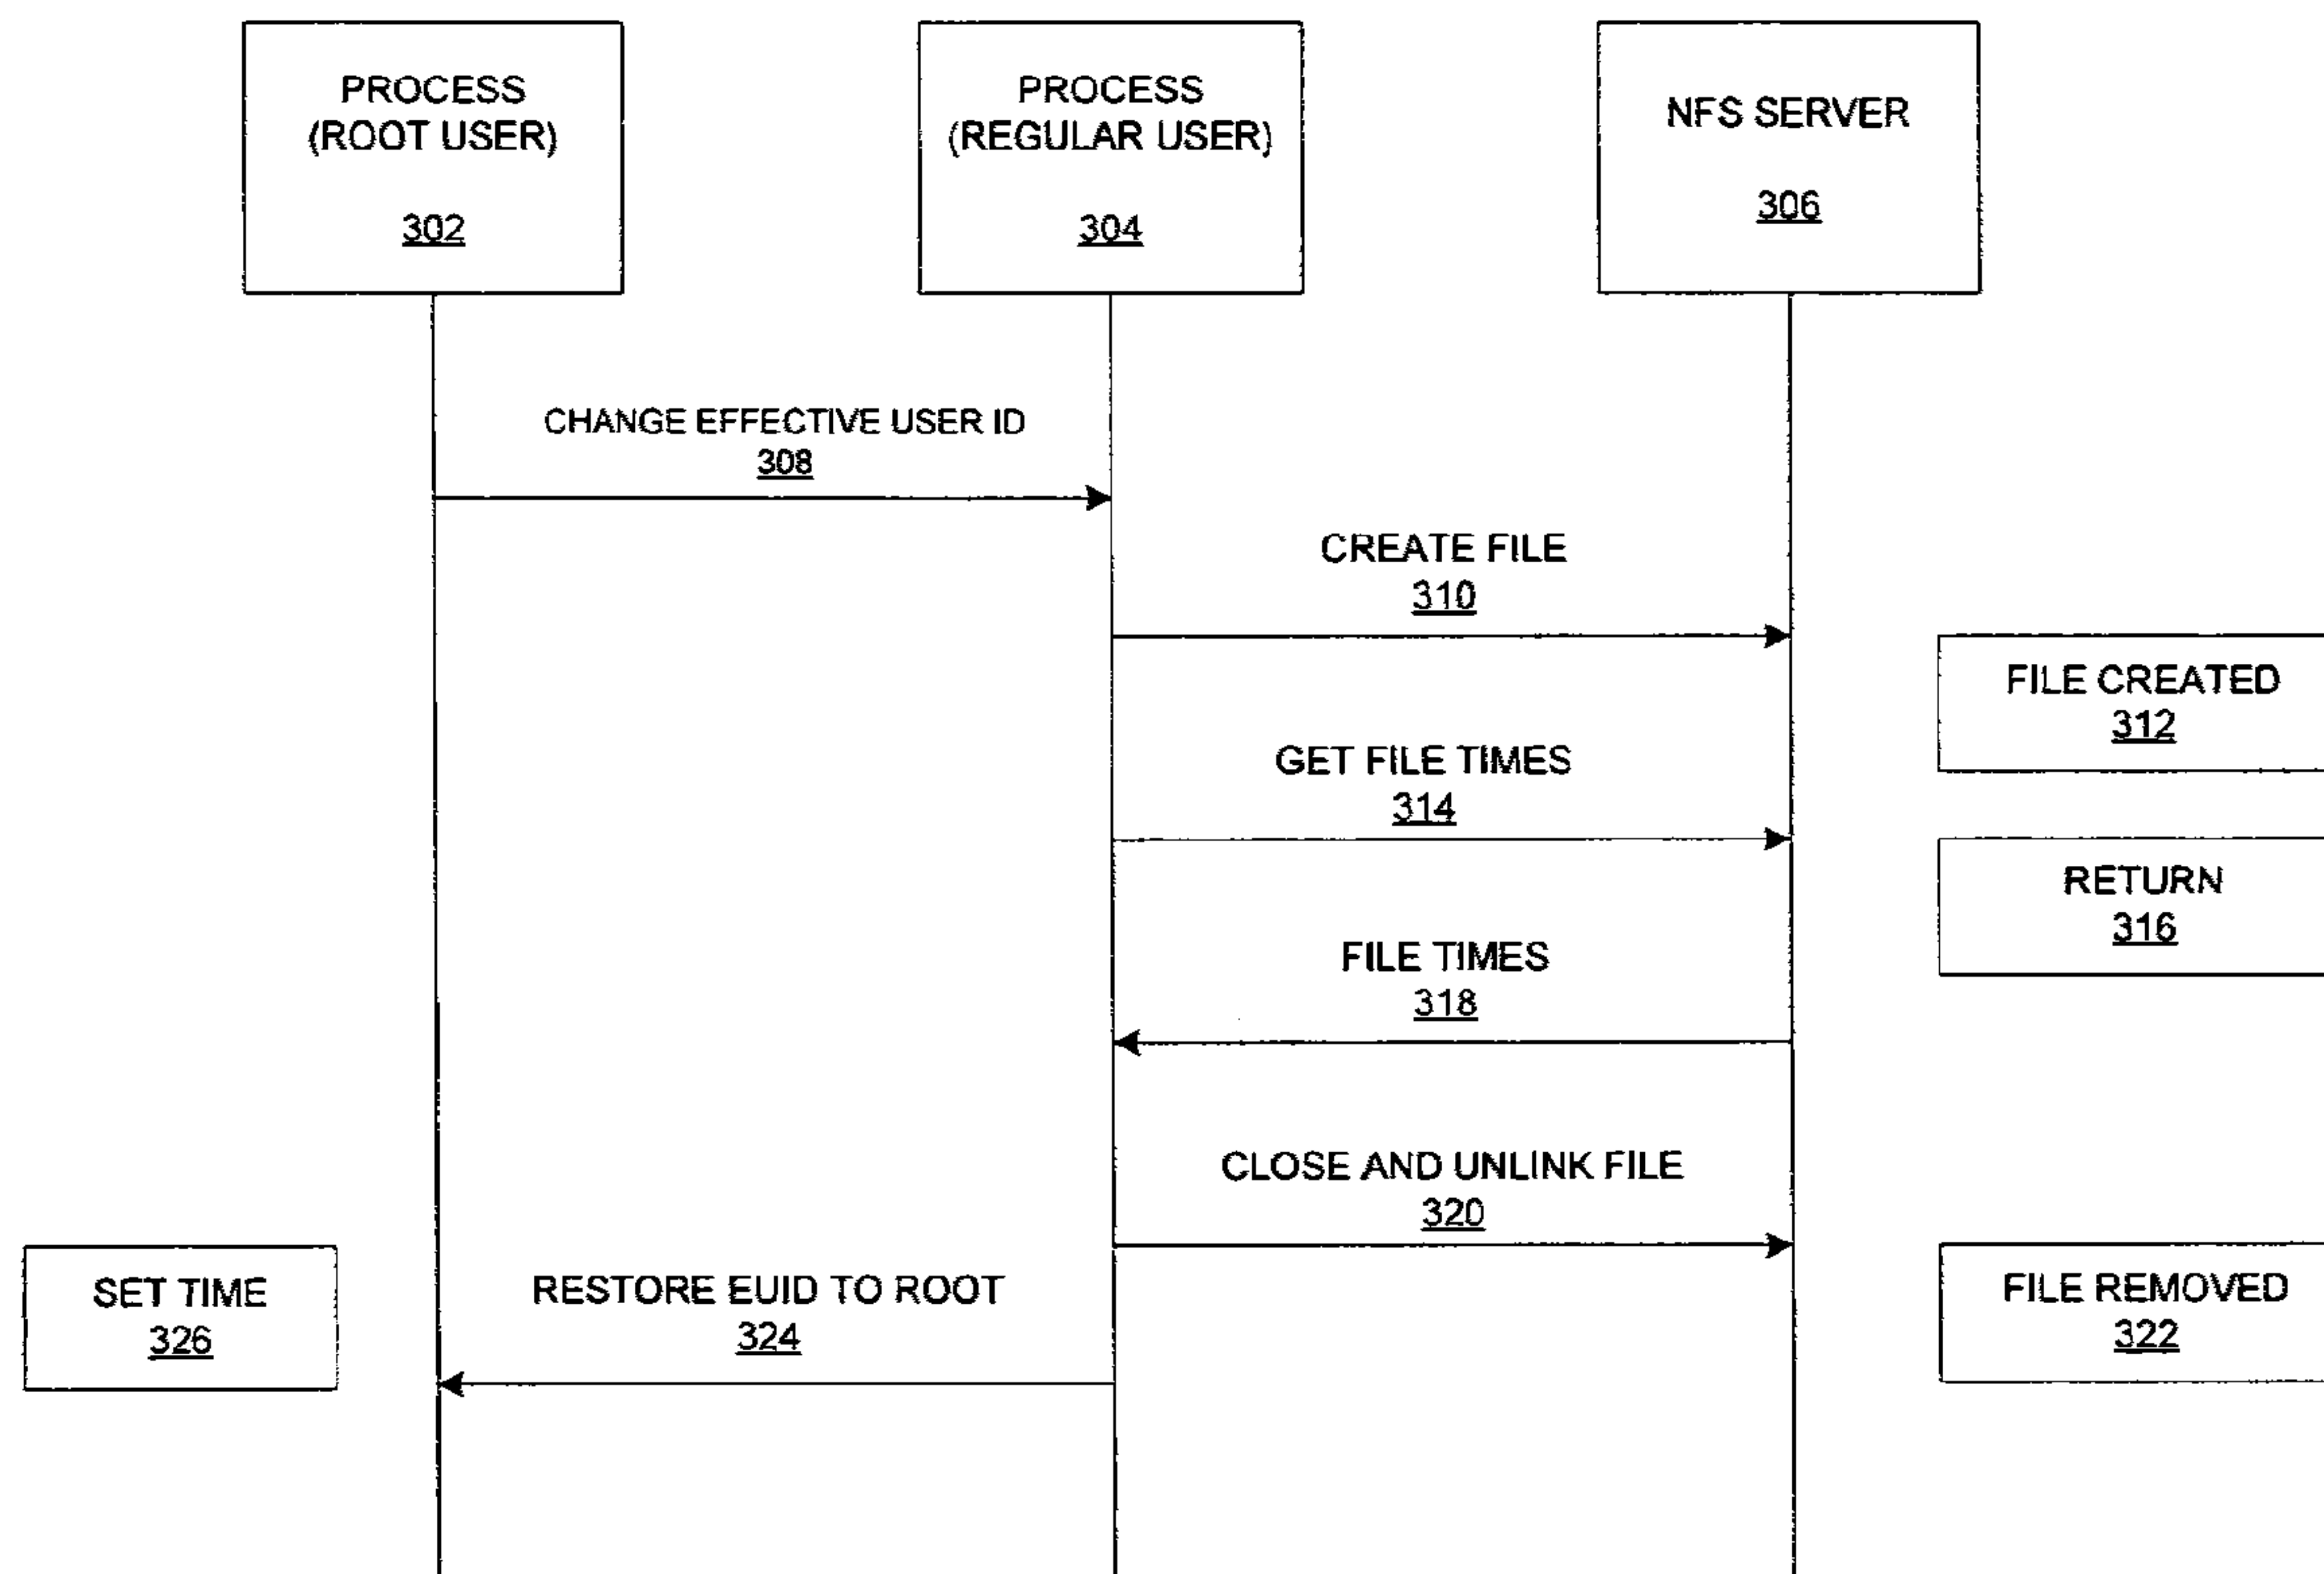 PROCESS
(ROOT USER)
302
PROCESS
(REGULAR USER)
304
NFS SERVER
306
CHANGE EFFECTIVE USER ID
308
CREATE FILE
310
FILE CREATED
312
GET FILE TIMES
314
RETURN
316
FILE TIMES
318
CLOSE AND UNLINK FILE
320
SET TIME
326
RESTORE EUID TO ROOT
324
FILE REMOVED
322